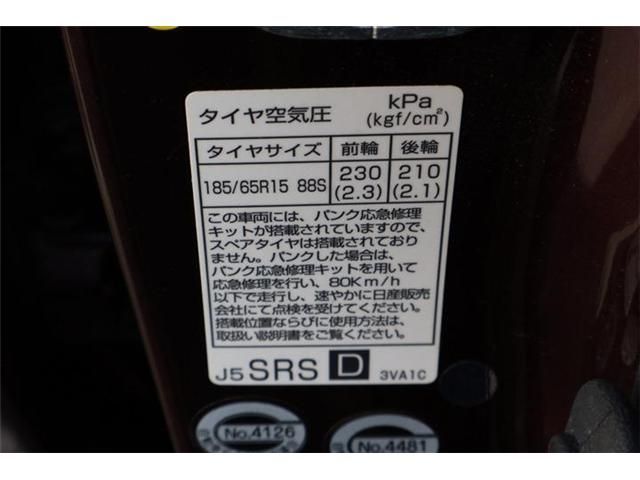 タイヤ空気圧 kPa
(kgf/cm²)
タイヤサイズ 前輪 後輪
185/65R15 88S 230 210
(2.3) (2.1)
この車両には、パンク応急修理
キットが搭載されていますので、
スペアタイヤは搭載されており
ません。パンクした場合は、
パンク応急修理キットを用いて
応急修理を行い、80Km/h
以下で走行し、速やかに日産販売
会社にて点検を受けてください。
搭載位置ならびに使用方法は、
取扱い説明書をご覧ください。
J5 SRS D 3VA1C
No.4126
No.4481